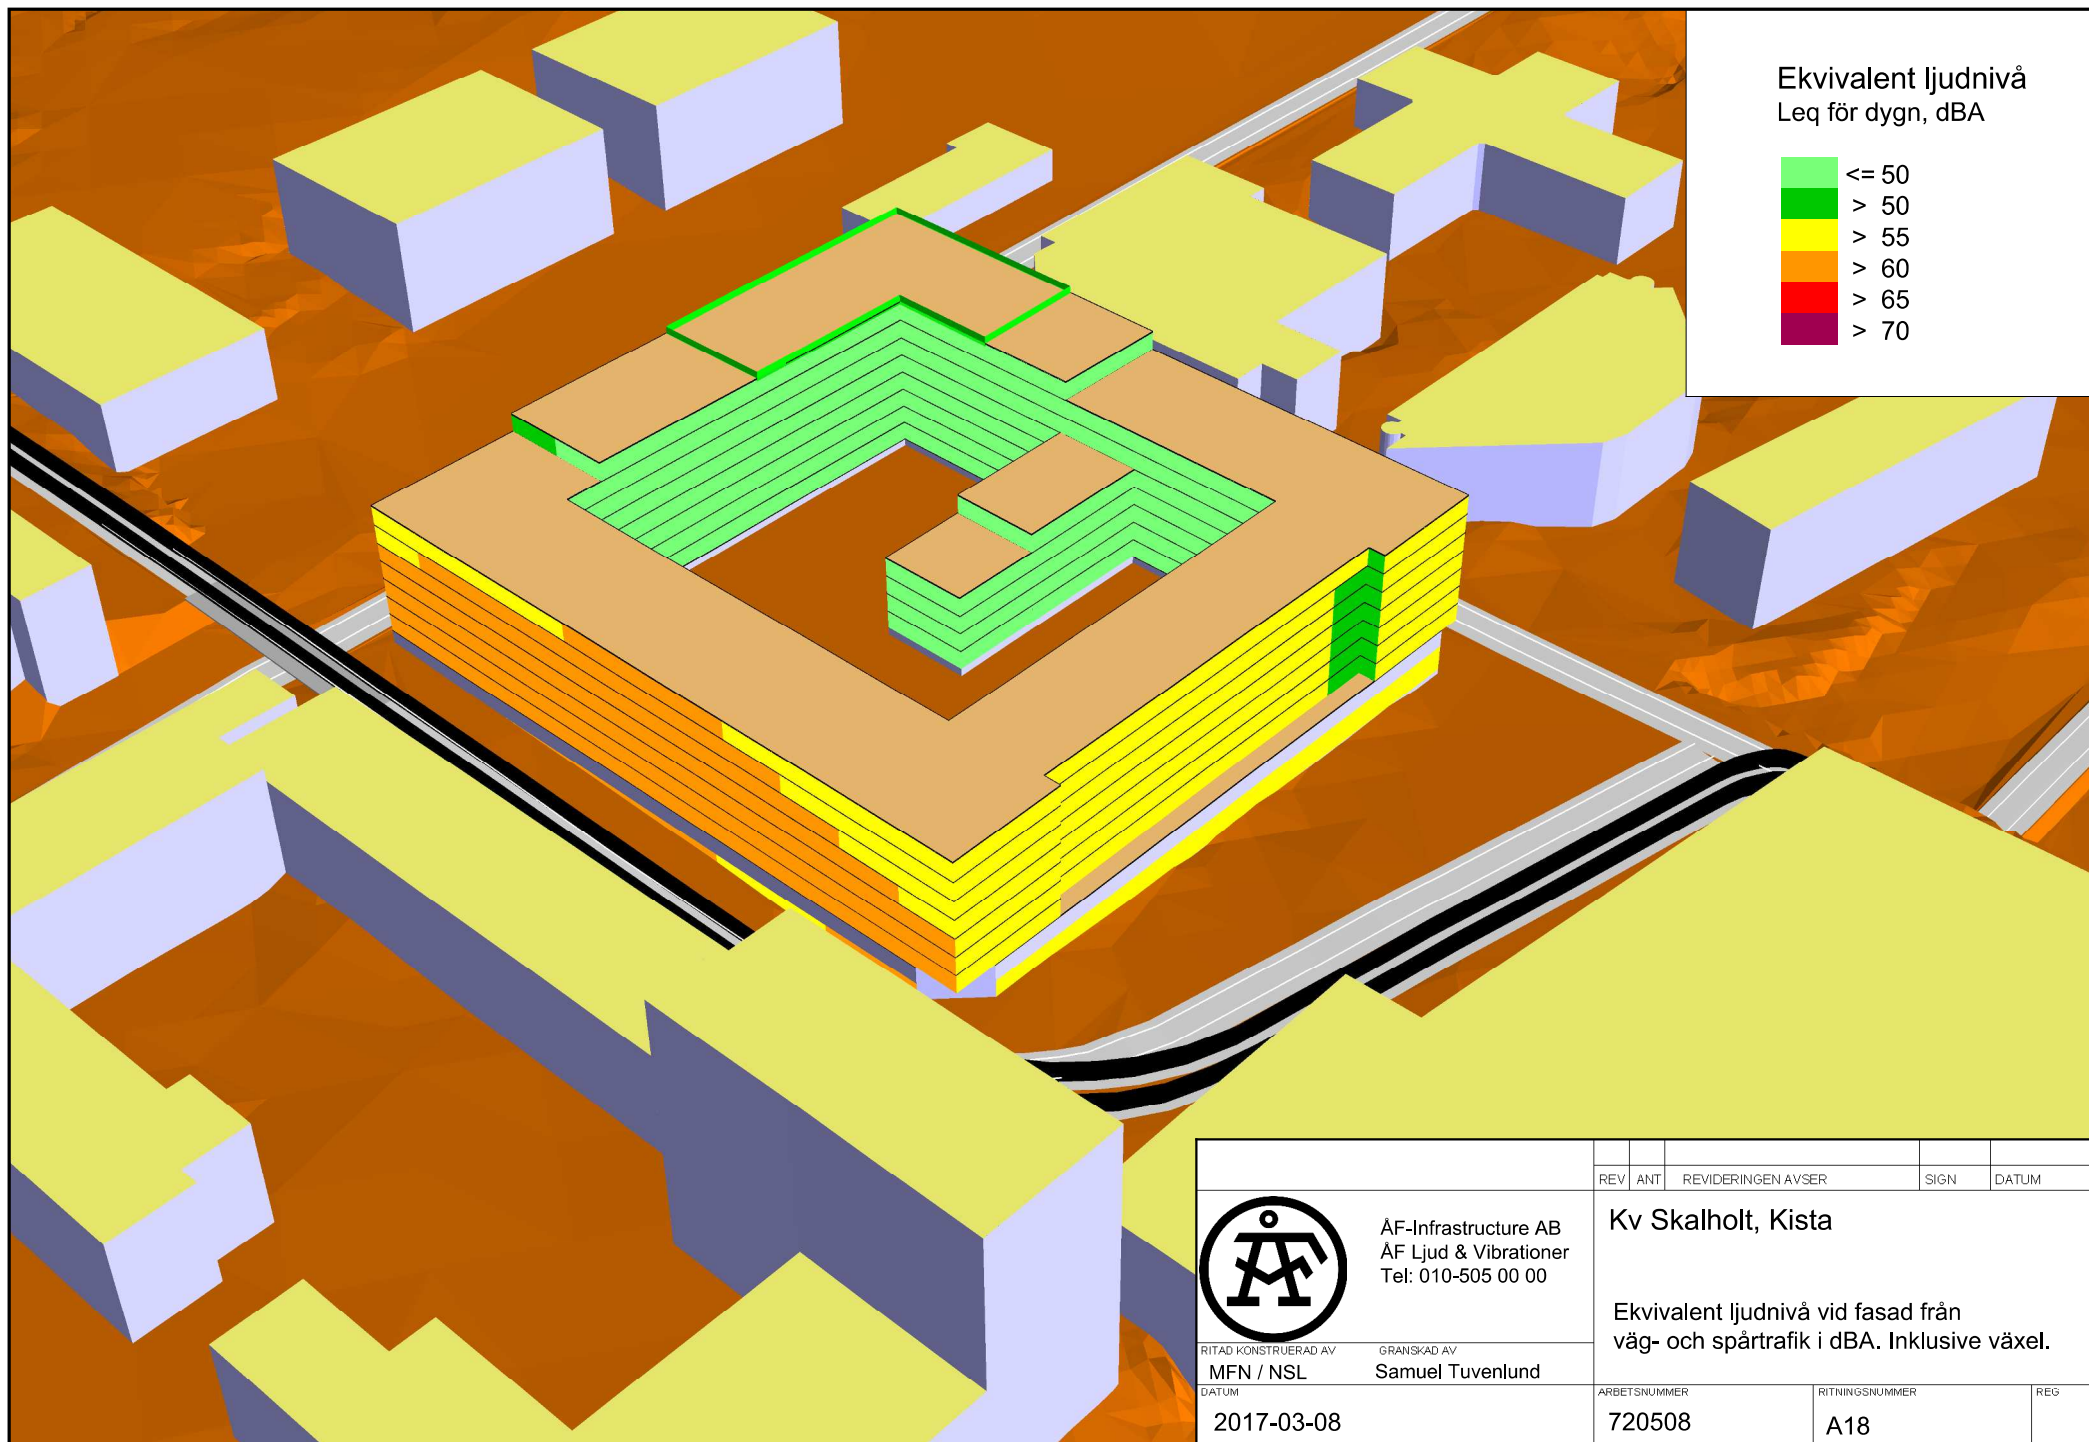 Ekvivalent ljudnivå
Leq för dygn, dBA
<= 50
> 50
> 55
> 60
> 65
> 70
REV ANT REVIDERINGEN AVSER SIGN DATUM
ÅF
ÅF-Infrastructure AB
ÅF Ljud & Vibrationer
Tel: 010-505 00 00
Kv Skalholt, Kista
Ekvivalent ljudnivå vid fasad från
väg- och spårtrafik i dBA. Inklusive växel.
RITAD KONSTRUERAD AV GRANSKAD AV
MFN / NSL Samuel Tuvenlund
DATUM ARBETSNUMMER RITNINGSNUMMER REG
2017-03-08 720508 A18